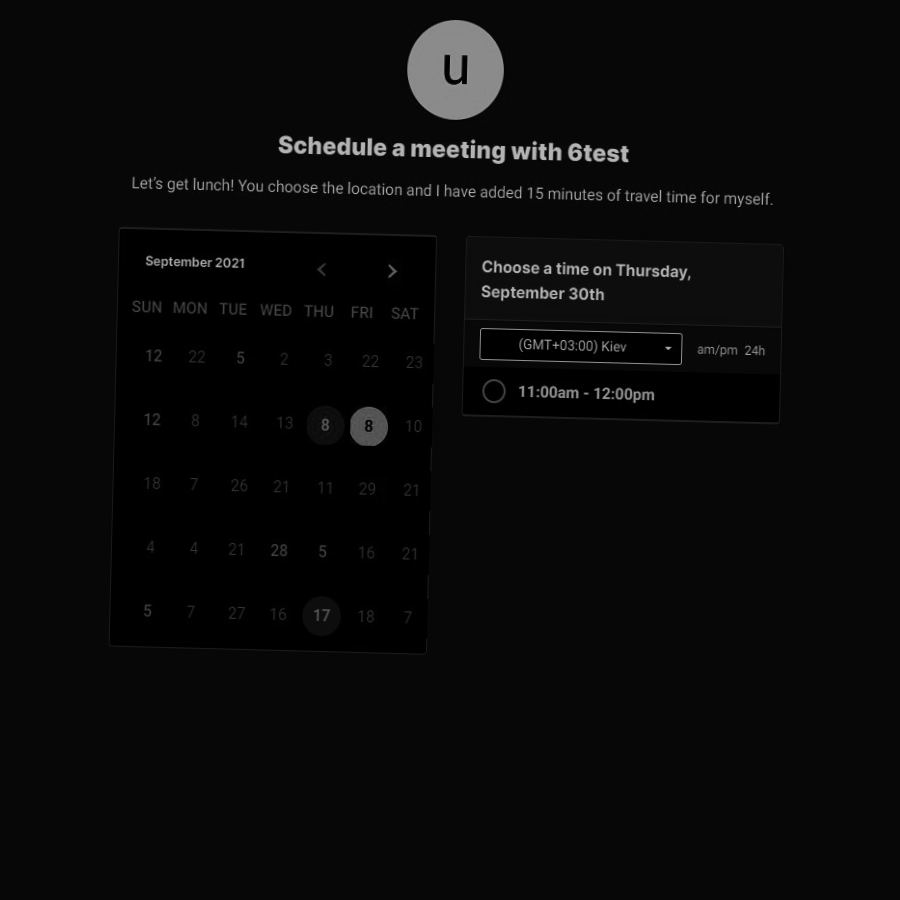 u
Schedule a meeting with 6test
Let's get lunch! You choose the location and I have added 15 minutes of travel time for myself.
September 2021
SUN MON TUE WED THU FRI SAT
12 22 5 2 3 22 23
12 8 14 13 8 8 10
18 7 26 21 11 29 21
4 4 21 28 5 16 21
5 7 27 16 17 18 7
Choose a time on Thursday,
September 30th
(GMT+03:00) Kiev am/pm 24h
11:00am - 12:00pm